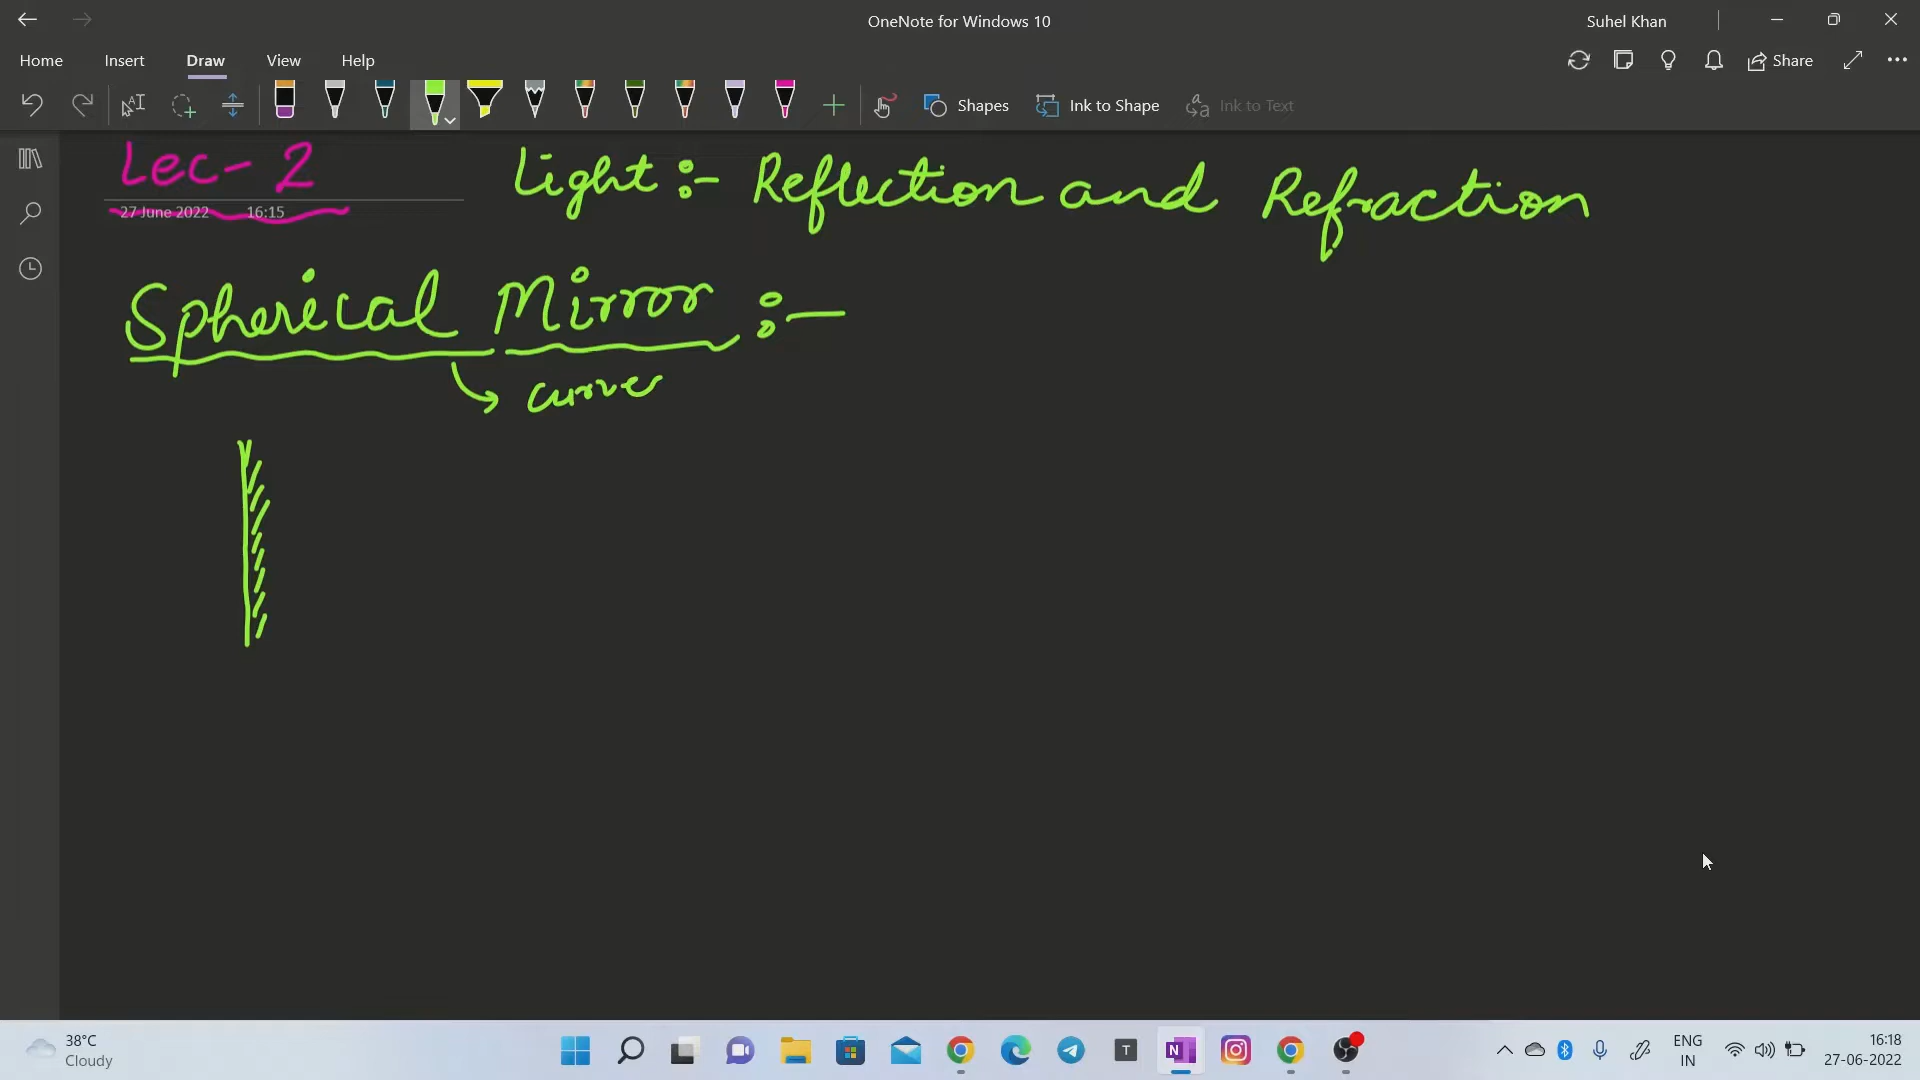 OneNote for Windows 10
Suhel Khan
Home Insert Draw View Help
Share
Shapes Ink to Shape Ink to Text
Lec - 2
27 June 2022 16:15
Light :- Reflection and Refraction
Spherical Mirror :-
curver
38°C
Cloudy
T
N
ENG
IN
16:18
27-06-2022